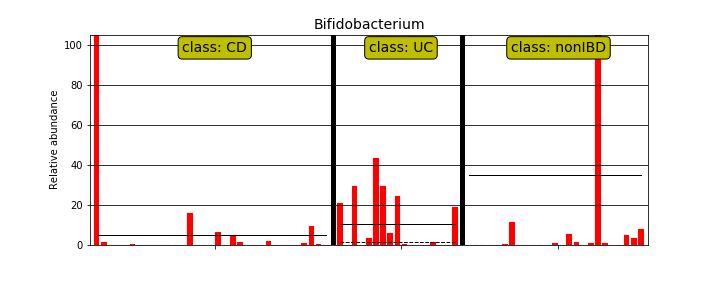 Bifidobacterium
class: CD
class: UC
class: nonIBD
Relative abundance
100
80
60
40
20
0